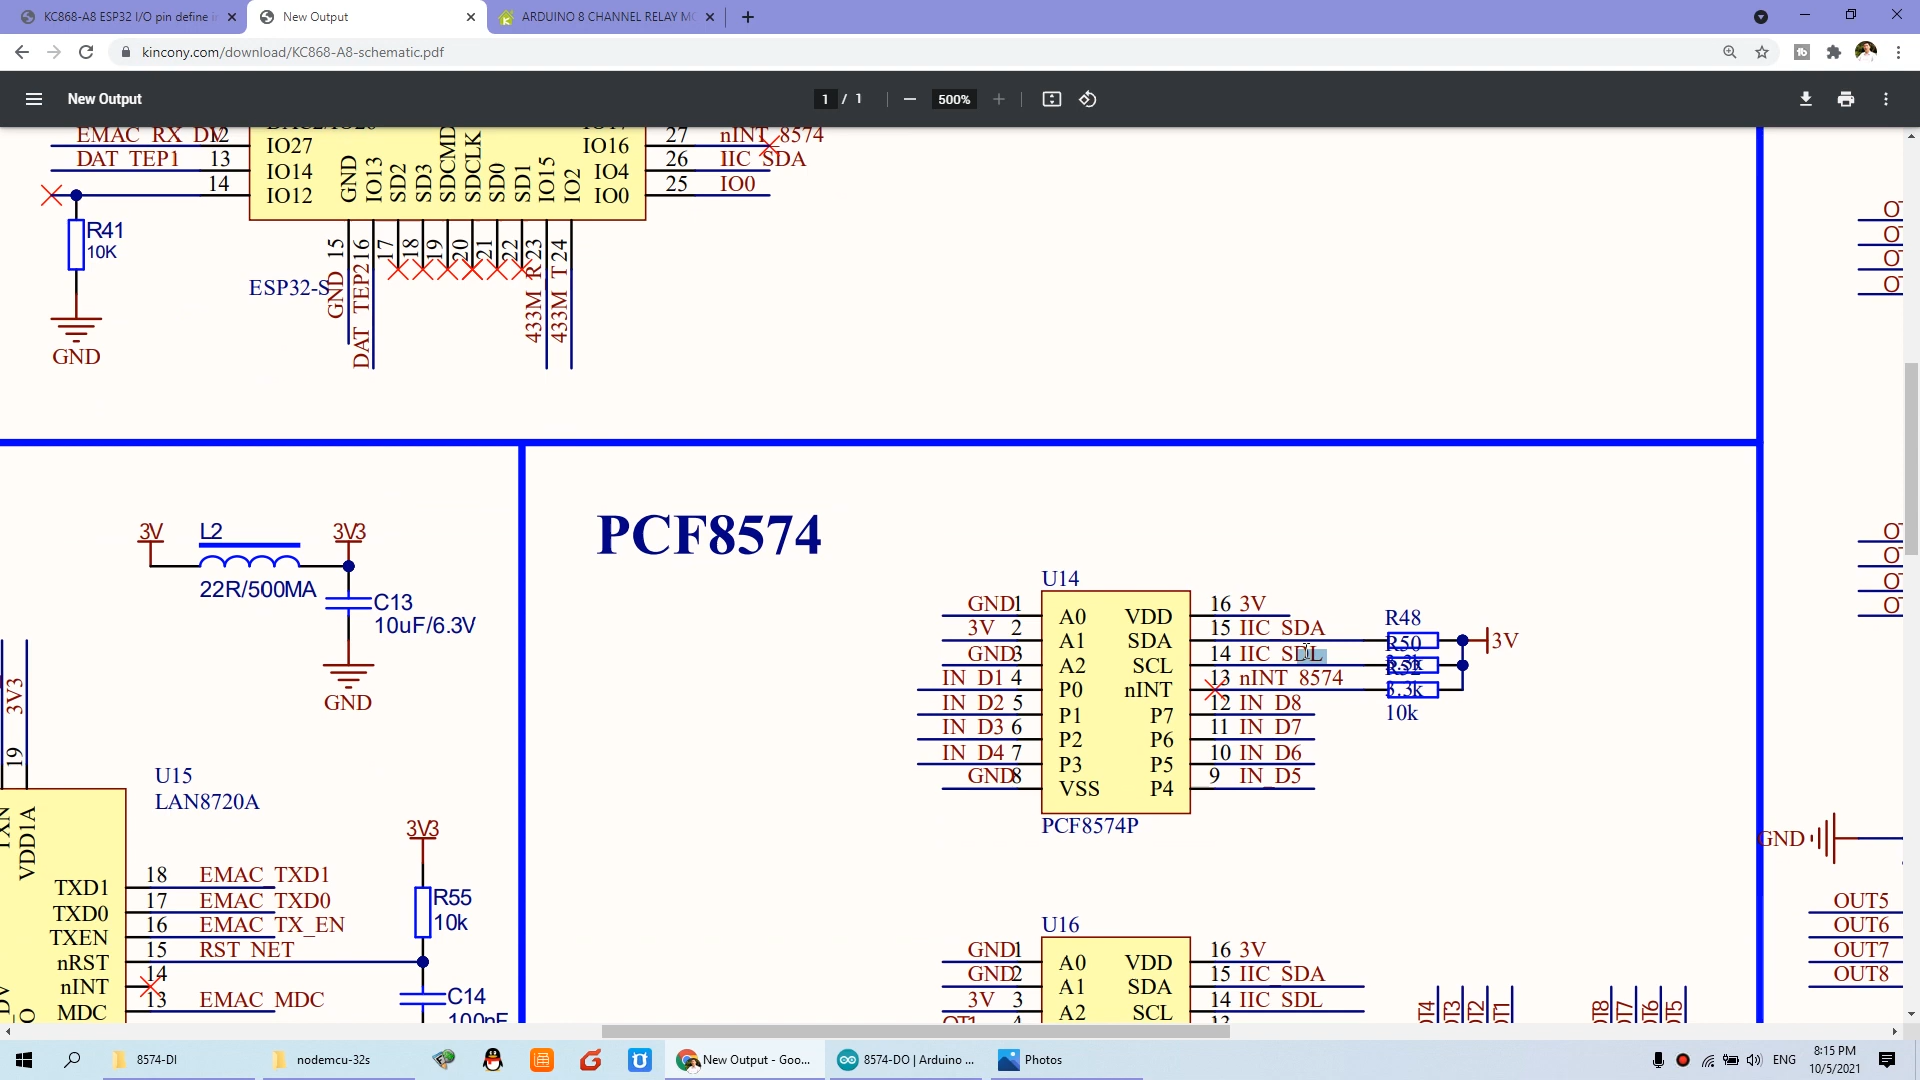 KC868-A8 ESP32 I/O pin define
New Output
ARDUINO 8 CHANNEL RELAY
kincony.com/download/KC868-A8-schematic.pdf
New Output
1 / 1
500%
EMAC_RX_DV
12
IO27
DAT_TEP1 13
IO14
14
IO12
GND IO13 SD2 SD3 SDCMD SDCLK SD0 SD1 IO15 IO2
IO16
IO4
IO0
27 nINT_8574
26 IIC_SDA
25 IO0
R41
10K
GND
ESP32-S
15 16 17 18 19 20 21 22 23 24
GND
DAT_TEP2
433M_R
433M_T
3V
L2
3V3
22R/500MA
C13
10uF/6.3V
GND
3V3
19
VDD1A
U15
LAN8720A
TXD1 18 EMAC_TXD1
TXD0 17 EMAC_TXD0
TXEN 16 EMAC_TX_EN
nRST 15 RST_NET
nINT 14
MDC 13 EMAC_MDC
3V3
R55
10k
C14
100nF
PCF8574
U14
GND 1 A0 VDD 16 3V
3V 2 A1 SDA 15 IIC_SDA
GND 3 A2 SCL 14 IIC_SDL
IN_D1 4 P0 nINT 13 nINT_8574
IN_D2 5 P1 P7 12 IN_D8
IN_D3 6 P2 P6 11 IN_D7
IN_D4 7 P3 P5 10 IN_D6
GND 8 VSS P4 9 IN_D5
PCF8574P
R48
R50
R52
3.3k
10k
3V
U16
GND 1 A0 VDD 16 3V
GND 2 A1 SDA 15 IIC_SDA
3V 3 A2 SCL 14 IIC_SDL
GND
OUT5
OUT6
OUT7
OUT8
8574-DI
nodemcu-32s
New Output - Goo...
8574-DO | Arduino ...
Photos
ENG
8:15 PM
10/5/2021